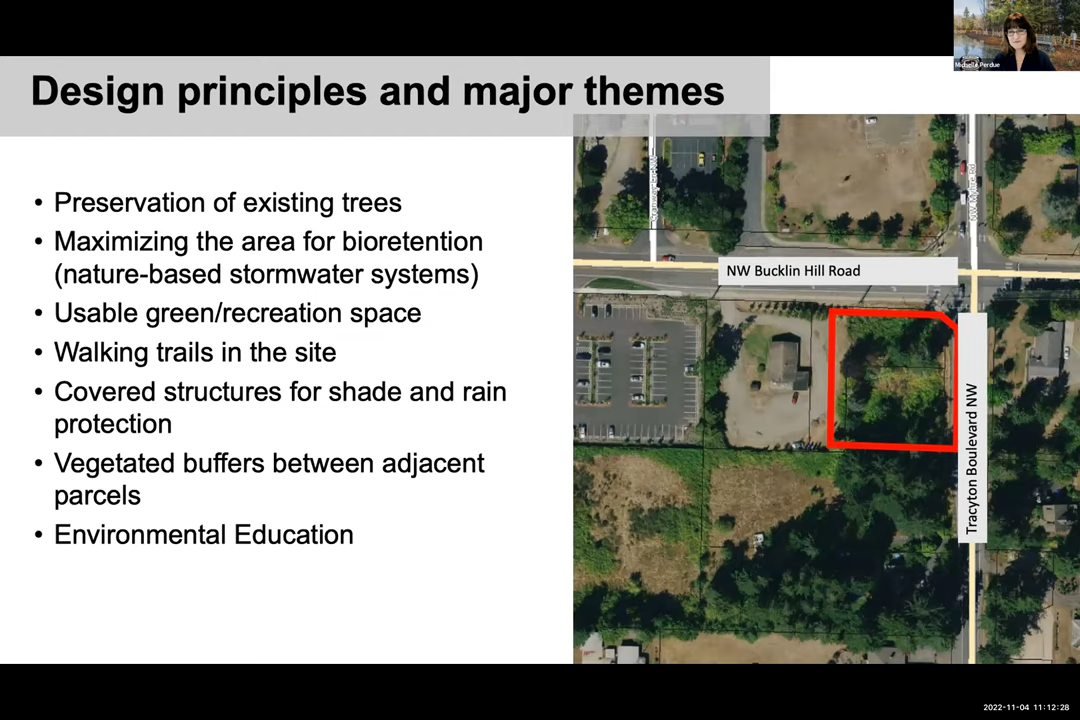 Michelle Perdue
Design principles and major themes
• Preservation of existing trees
• Maximizing the area for bioretention
(nature-based stormwater systems)
• Usable green/recreation space
• Walking trails in the site
• Covered structures for shade and rain
protection
• Vegetated buffers between adjacent
parcels
• Environmental Education
NW Bucklin Hill Road
Tracyton Boulevard NW
2022-11-04 11:12:28